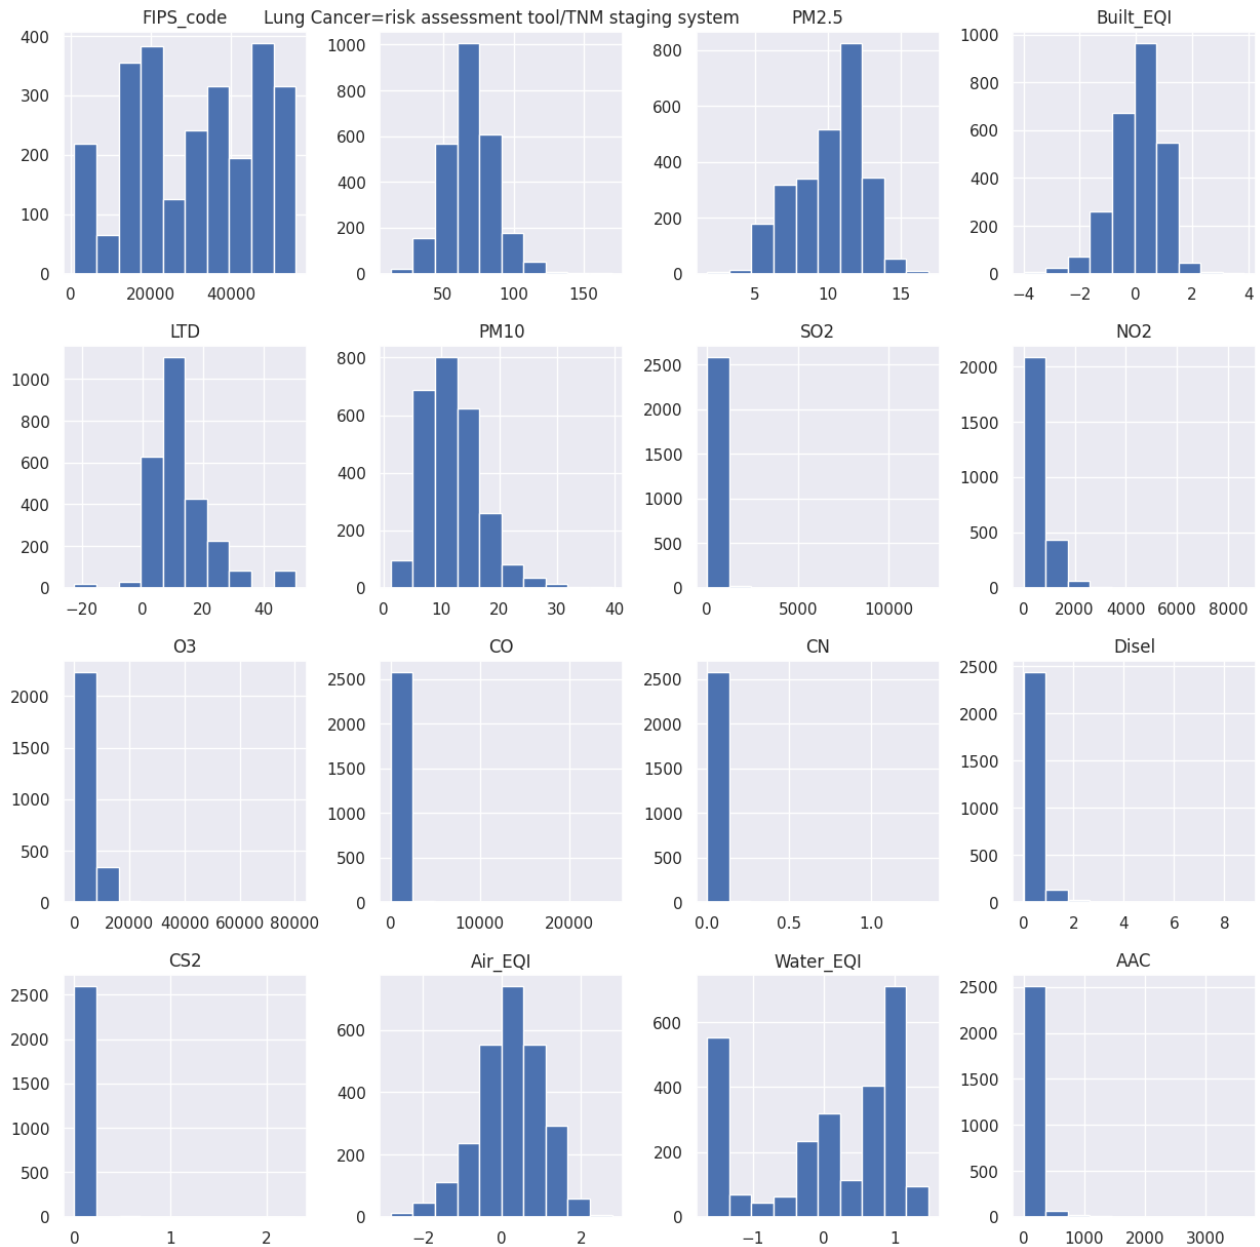 FIPS_code
Lung Cancer=risk assessment tool/TNM staging system
PM2.5
Built_EQI
400
300
200
100
0
0 20000 40000
1000
800
600
400
200
0
50 100 150
800
600
400
200
0
5 10 15
1000
800
600
400
200
0
−4 −2 0 2 4
LTD
PM10
SO2
NO2
1000
800
600
400
200
0
−20 0 20 40
800
600
400
200
0
0 10 20 30 40
2500
2000
1500
1000
500
0
0 5000 10000
2000
1500
1000
500
0
0 2000 4000 6000 8000
O3
CO
CN
Disel
2000
1500
1000
500
0
0 20000 40000 60000 80000
2500
2000
1500
1000
500
0
0 10000 20000
2500
2000
1500
1000
500
0
0.0 0.5 1.0
2500
2000
1500
1000
500
0
0 2 4 6 8
CS2
Air_EQI
Water_EQI
AAC
2500
2000
1500
1000
500
0
0 1 2
600
400
200
0
−2 0 2
600
400
200
0
−1 0 1
2500
2000
1500
1000
500
0
0 1000 2000 3000